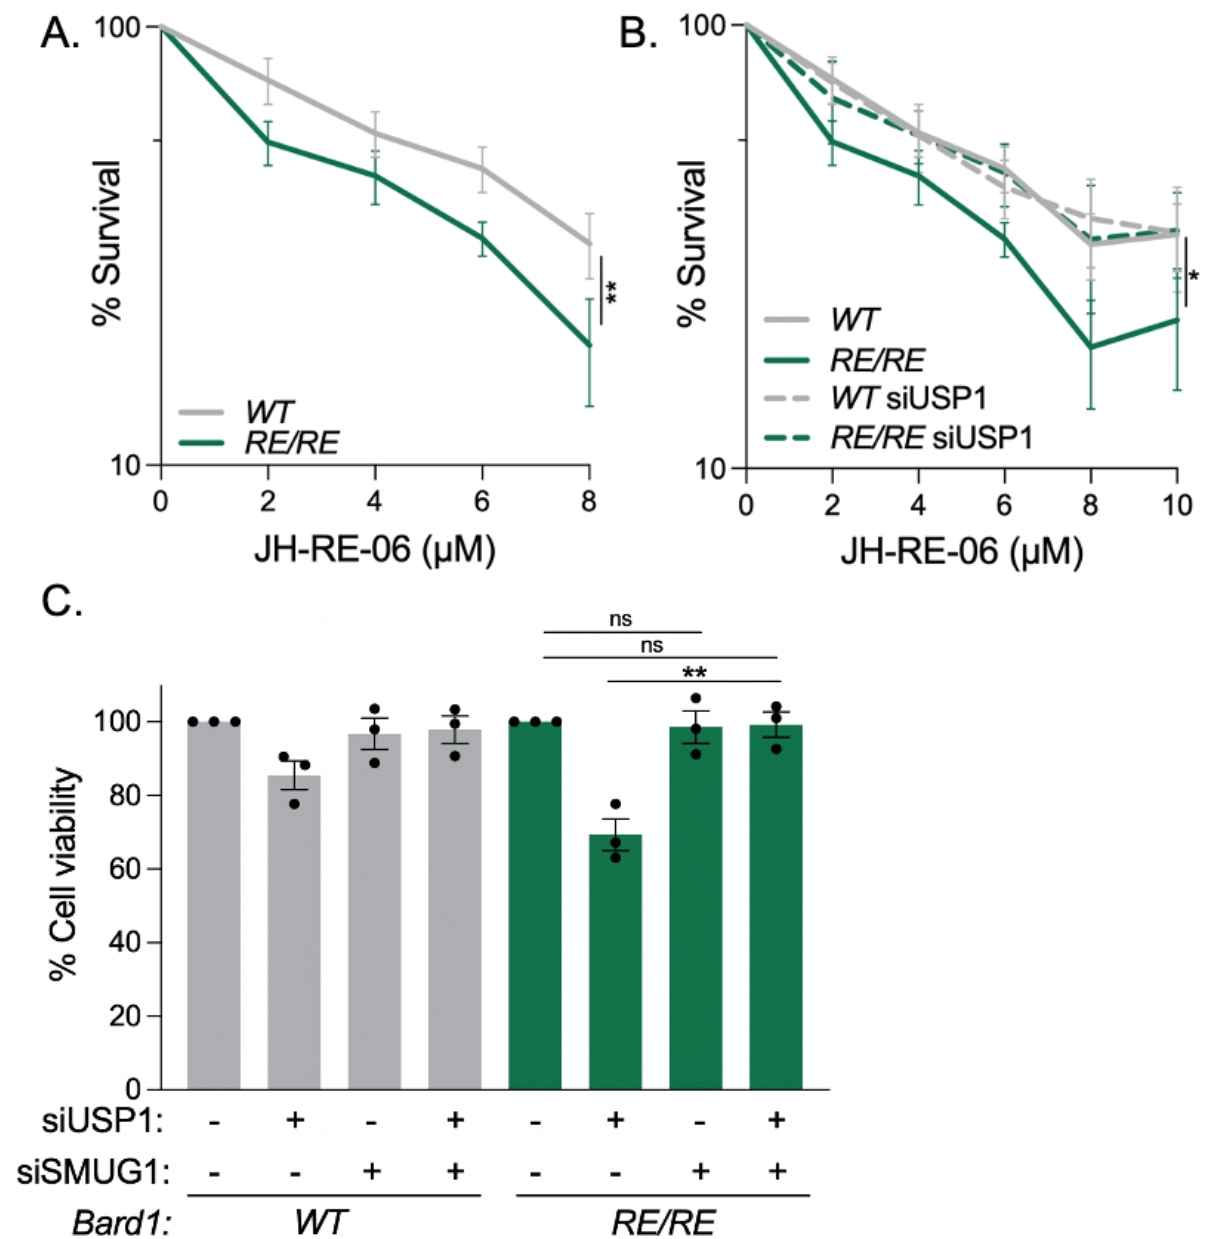 A.
100
% Survival
WT
RE/RE
10
0 2 4 6 8
JH-RE-06 (µM)
**
B.
100
% Survival
WT
RE/RE
WT siUSP1
RE/RE siUSP1
10
0 2 4 6 8 10
JH-RE-06 (µM)
*
C.
ns
ns
**
% Cell viability
100
80
60
40
20
0
siUSP1: - + - + - + - +
siSMUG1: - - + + - - + +
Bard1: WT RE/RE